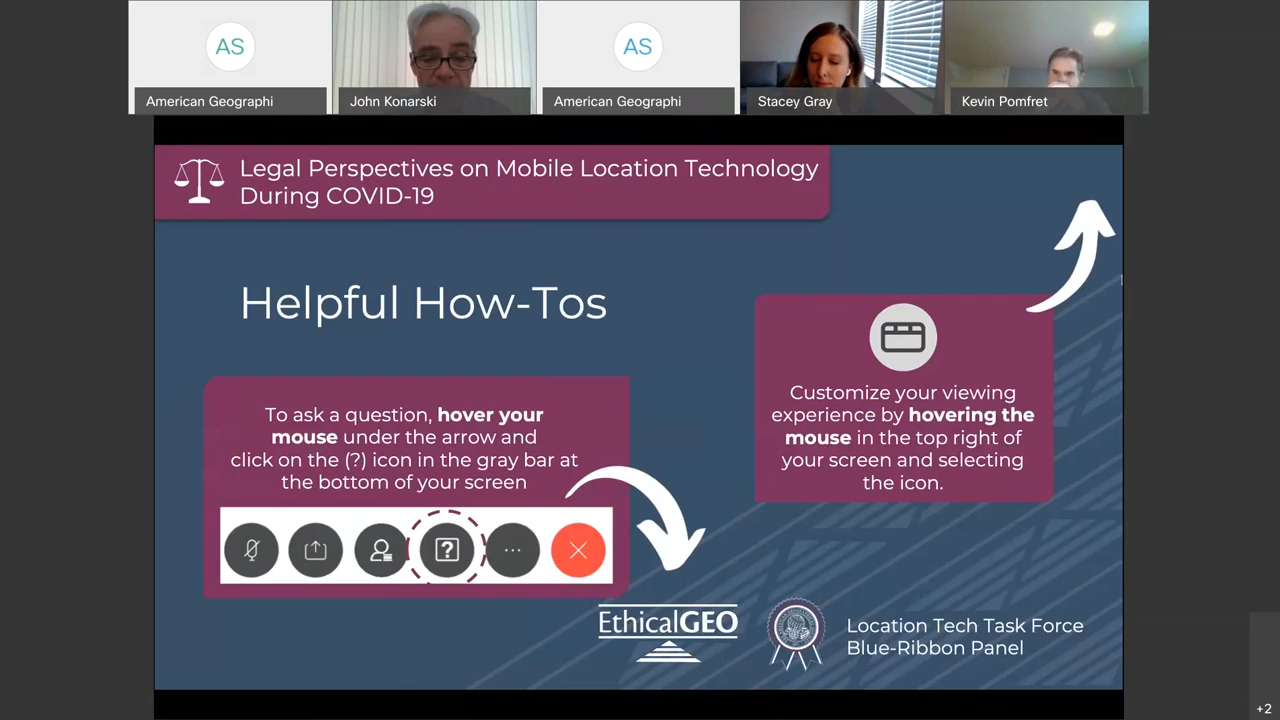 AS
American Geographi
John Konarski
AS
American Geographi
Stacey Gray
Kevin Pomfret
Legal Perspectives on Mobile Location Technology
During COVID-19
Helpful How-Tos
To ask a question, hover your
mouse under the arrow and
click on the (?) icon in the gray bar at
the bottom of your screen
?
Customize your viewing
experience by hovering the
mouse in the top right of
your screen and selecting
the icon.
EthicalGEO
Location Tech Task Force
Blue-Ribbon Panel
+2